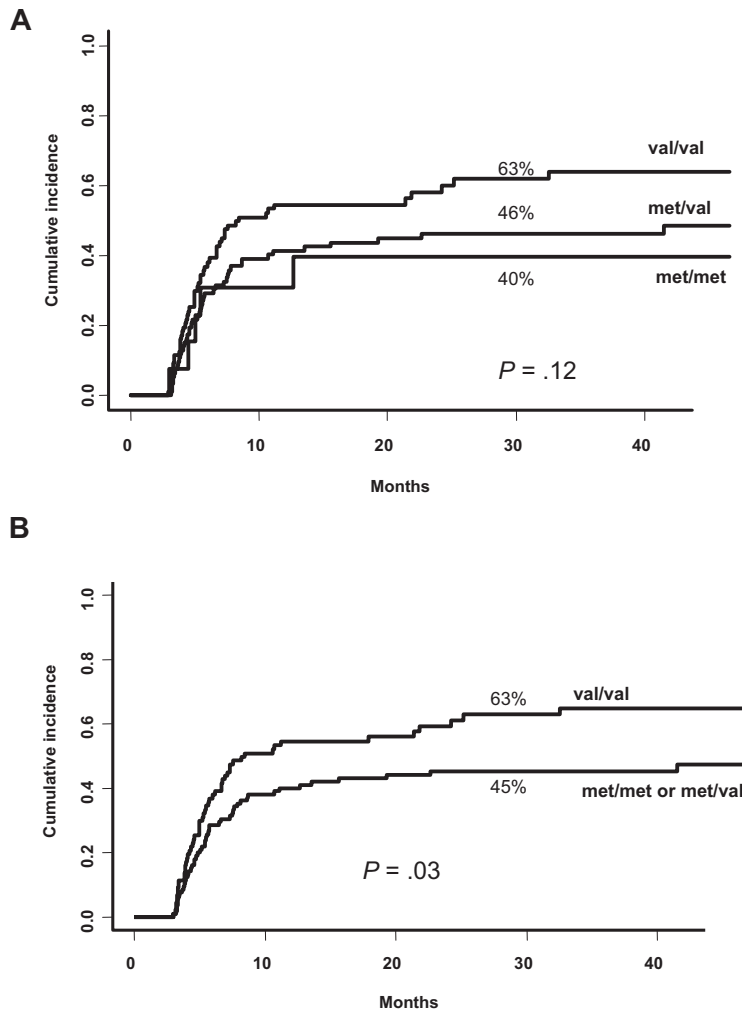 A
1.0
0.8
0.6
0.4
0.2
0.0
Cumulative incidence
val/val
63%
met/val
46%
met/met
40%
P = .12
0 10 20 30 40
Months
B
1.0
0.8
0.6
0.4
0.2
0.0
Cumulative incidence
63% val/val
45% met/met or met/val
P = .03
0 10 20 30 40
Months